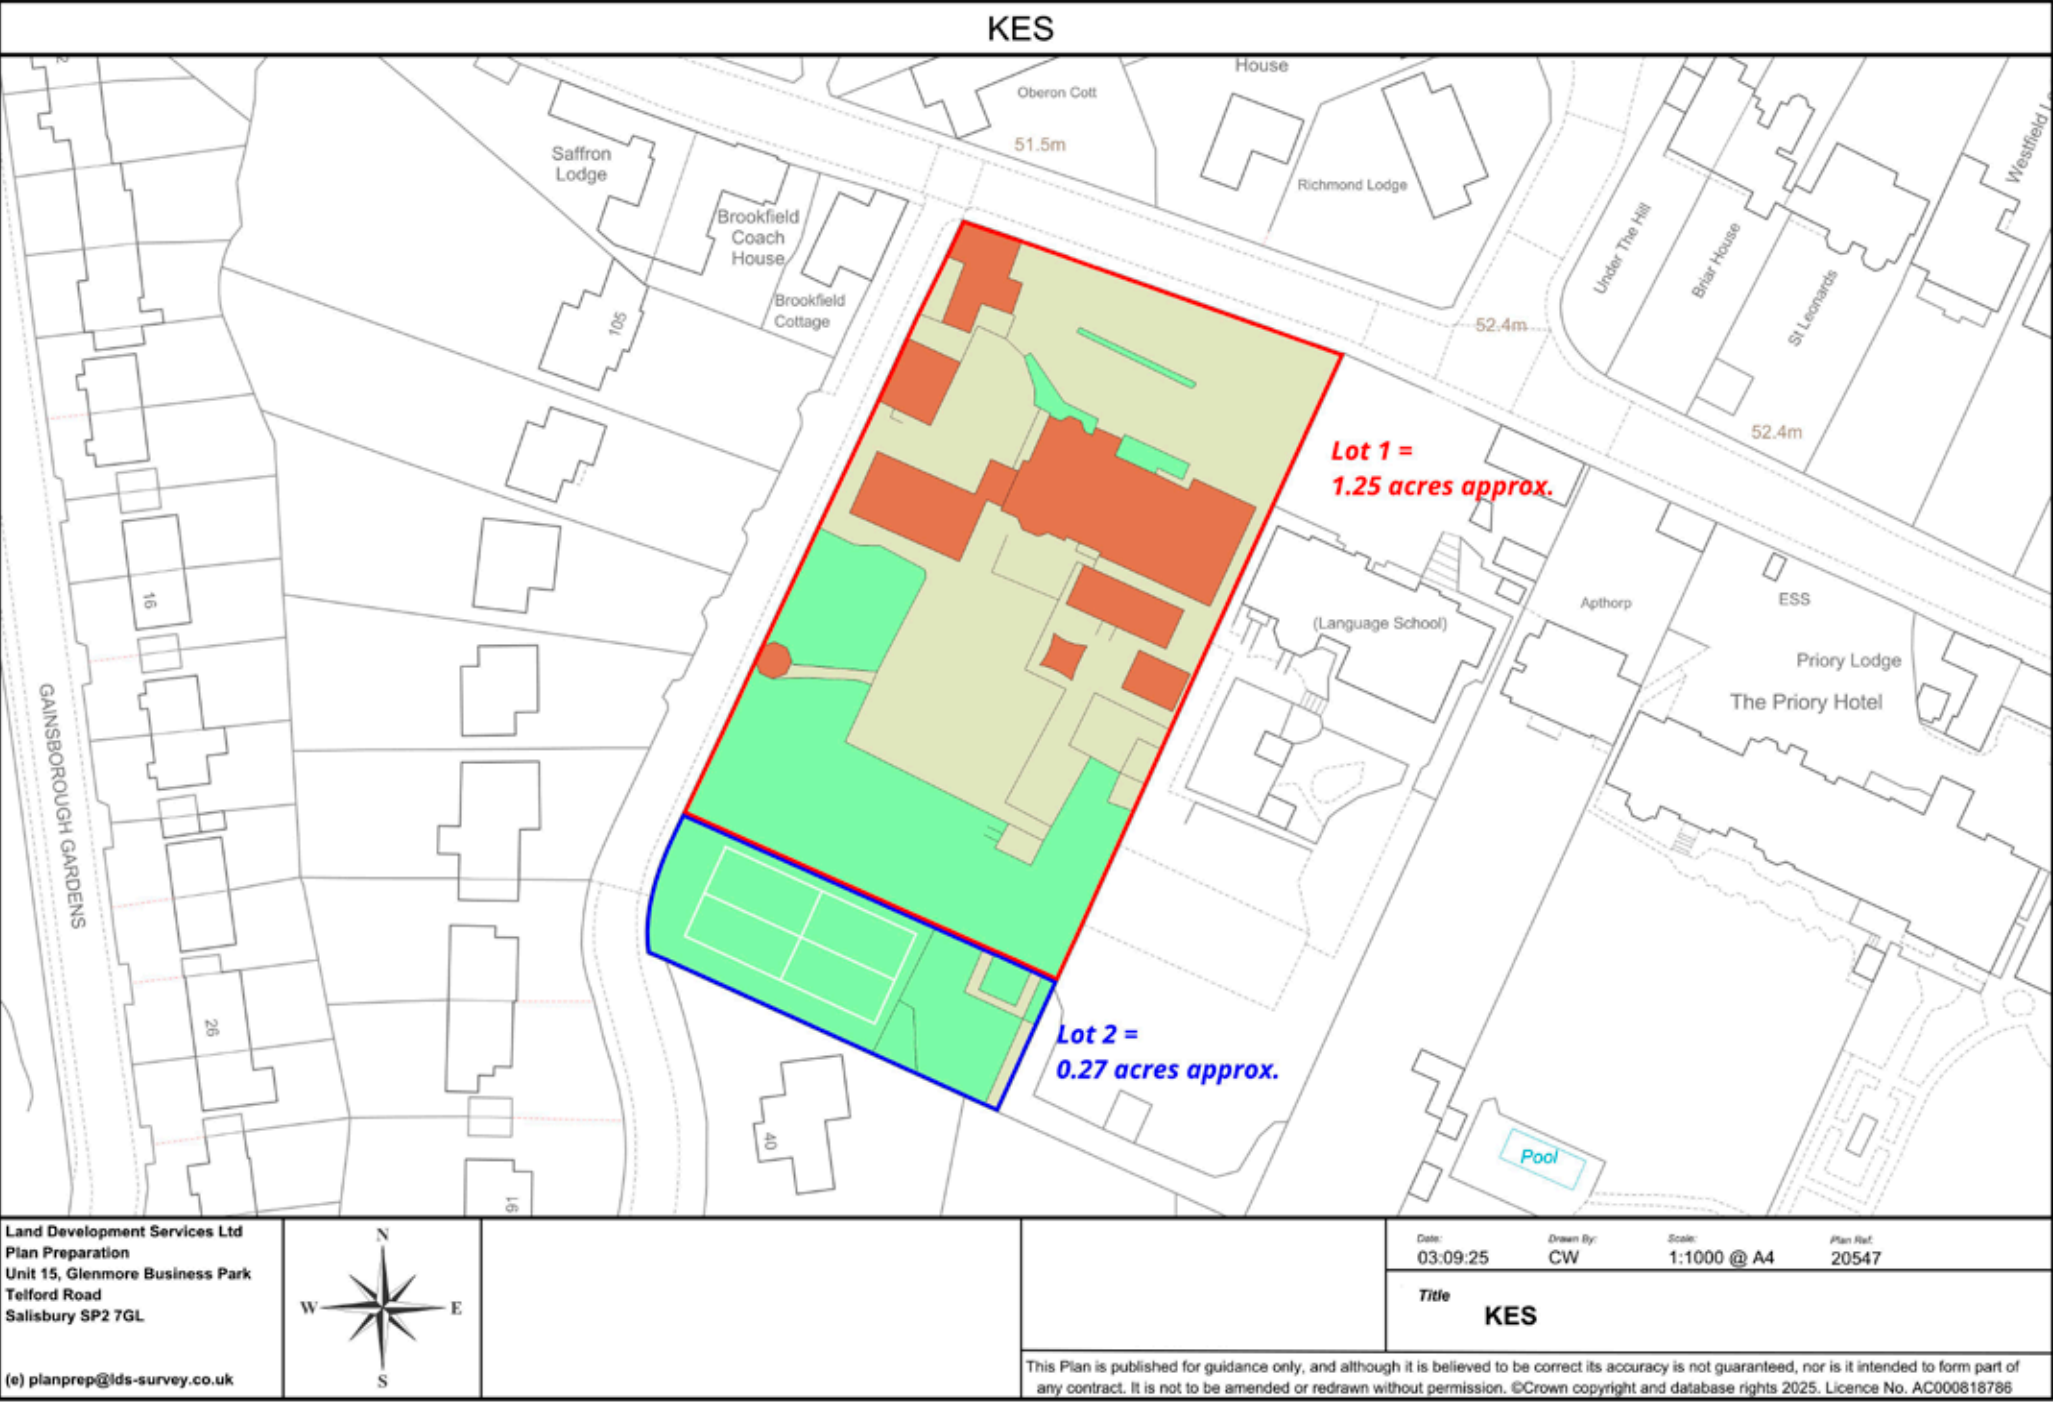 KES
House
Oberon Cott
51.5m
Richmond Lodge
Saffron
Lodge
Brookfield
Coach
House
Brookfield
Cottage
105
Under The Hill
Briar House
St Leonards
Westfield
52.4m
52.4m
Lot 1 =
1.25 acres approx.
(Language School)
Apthorp
ESS
Priory Lodge
The Priory Hotel
16
GAINSBOROUGH GARDENS
26
40
Lot 2 =
0.27 acres approx.
Pool
Land Development Services Ltd
Plan Preparation
Unit 15, Glenmore Business Park
Telford Road
Salisbury SP2 7GL
(e) planprep@lds-survey.co.uk
N
W
E
S
Date:
03:09:25
Drawn By:
CW
Scale:
1:1000 @ A4
Plan Ref:
20547
Title
KES
This Plan is published for guidance only, and although it is believed to be correct its accuracy is not guaranteed, nor is it intended to form part of
any contract. It is not to be amended or redrawn without permission. ©Crown copyright and database rights 2025. Licence No. AC000818786